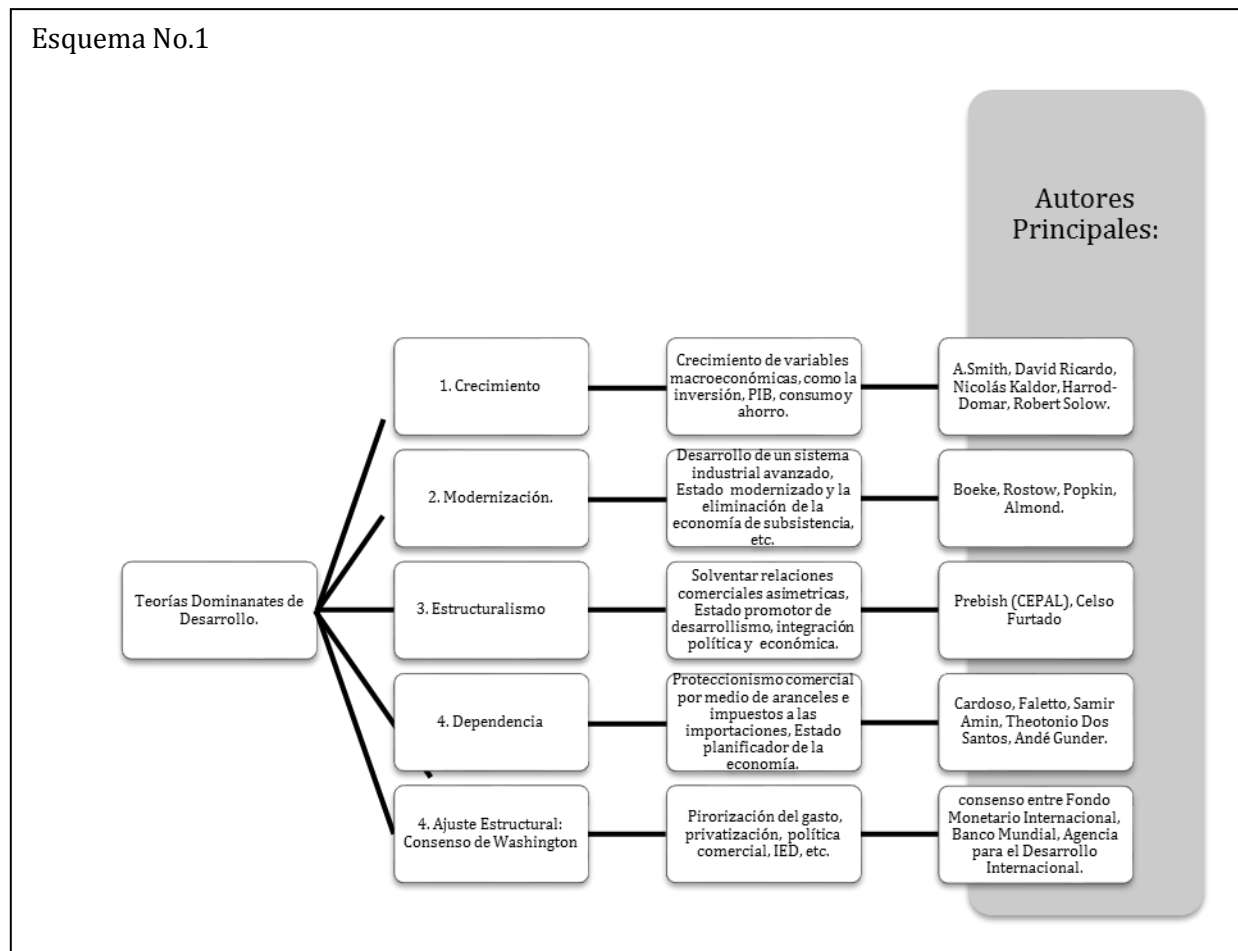 Esquema No.1
Autores
Principales:
1. Crecimiento
Crecimiento de variables
macroeconómicas, como la
inversión, PIB, consumo y
ahorro.
A.Smith, David Ricardo,
Nicolás Kaldor, Harrod-
Domar, Robert Solow.
2. Modernización.
Desarrollo de un sistema
industrial avanzado,
Estado modernizado y la
eliminación de la
economía de subsistencia,
etc.
Boeke, Rostow, Popkin,
Almond.
Teorías Dominanates de
Desarrollo.
3. Estructuralismo
Solventar relaciones
comerciales asimetricas,
Estado promotor de
desarrollismo, integración
política y económica.
Prebish (CEPAL), Celso
Furtado
4. Dependencia
Proteccionismo comercial
por medio de aranceles e
impuestos a las
importaciones, Estado
planificador de la
economía.
Cardoso, Faletto, Samir
Amin, Theotonio Dos
Santos, Andé Gunder.
4. Ajuste Estructural:
Consenso de Washington
Pirorización del gasto,
privatización, política
comercial, IED, etc.
consenso entre Fondo
Monetario Internacional,
Banco Mundial, Agencia
para el Desarrollo
Internacional.